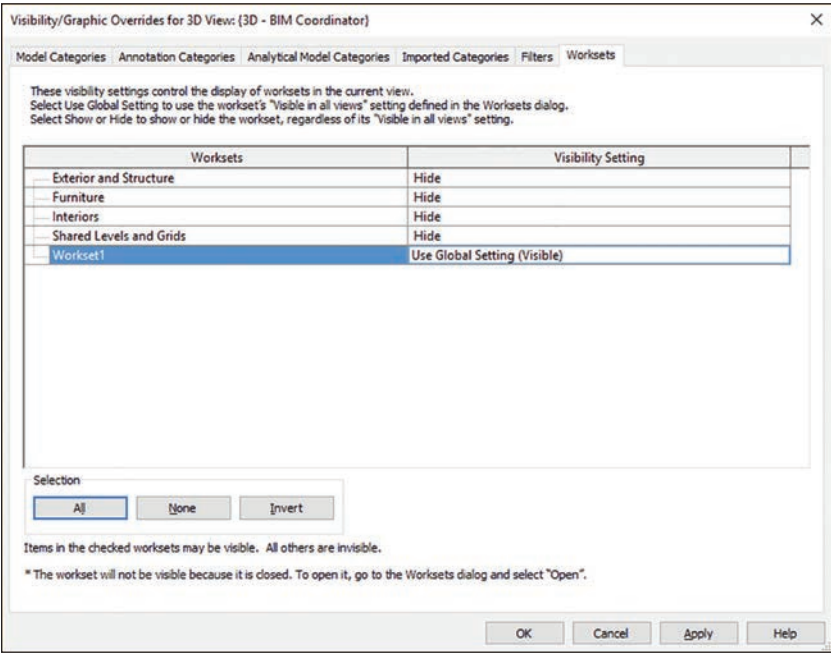 Visibility/Graphic Overrides for 3D View: {3D - BIM Coordinator}
Model Categories Annotation Categories Analytical Model Categories Imported Categories Filters Worksets
These visibility settings control the display of worksets in the current view.
Select Use Global Setting to use the workset's "Visible in all views" setting defined in the Worksets dialog.
Select Show or Hide to show or hide the workset, regardless of its "Visible in all views" setting.
Worksets Visibility Setting
Exterior and Structure Hide
Furniture Hide
Interiors Hide
Shared Levels and Grids Hide
Workset1 Use Global Setting (Visible)
Selection
All None Invert
Items in the checked worksets may be visible. All others are invisible.
* The workset will not be visible because it is closed. To open it, go to the Worksets dialog and select "Open".
OK Cancel Apply Help